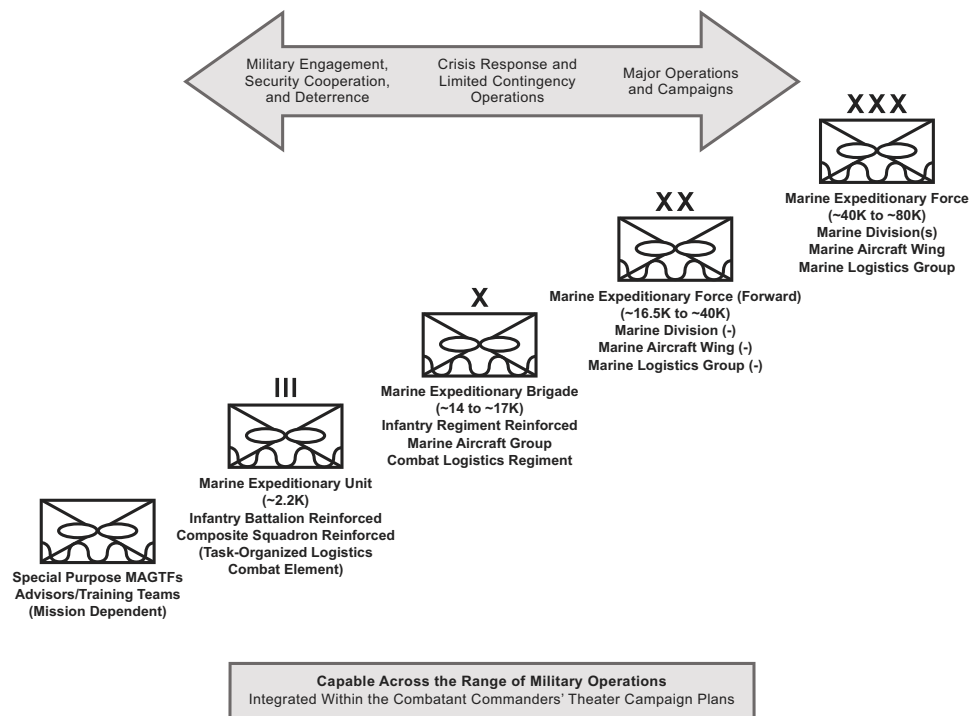 Military Engagement,
Security Cooperation,
and Deterrence
Crisis Response and
Limited Contingency
Operations
Major Operations
and Campaigns
XXX
Marine Expeditionary Force
(~40K to ~80K)
Marine Division(s)
Marine Aircraft Wing
Marine Logistics Group
XX
Marine Expeditionary Force (Forward)
(~16.5K to ~40K)
Marine Division (-)
Marine Aircraft Wing (-)
Marine Logistics Group (-)
X
Marine Expeditionary Brigade
(~14 to ~17K)
Infantry Regiment Reinforced
Marine Aircraft Group
Combat Logistics Regiment
III
Marine Expeditionary Unit
(~2.2K)
Infantry Battalion Reinforced
Composite Squadron Reinforced
(Task-Organized Logistics
Combat Element)
Special Purpose MAGTFs
Advisors/Training Teams
(Mission Dependent)
Capable Across the Range of Military Operations
Integrated Within the Combatant Commanders’ Theater Campaign Plans